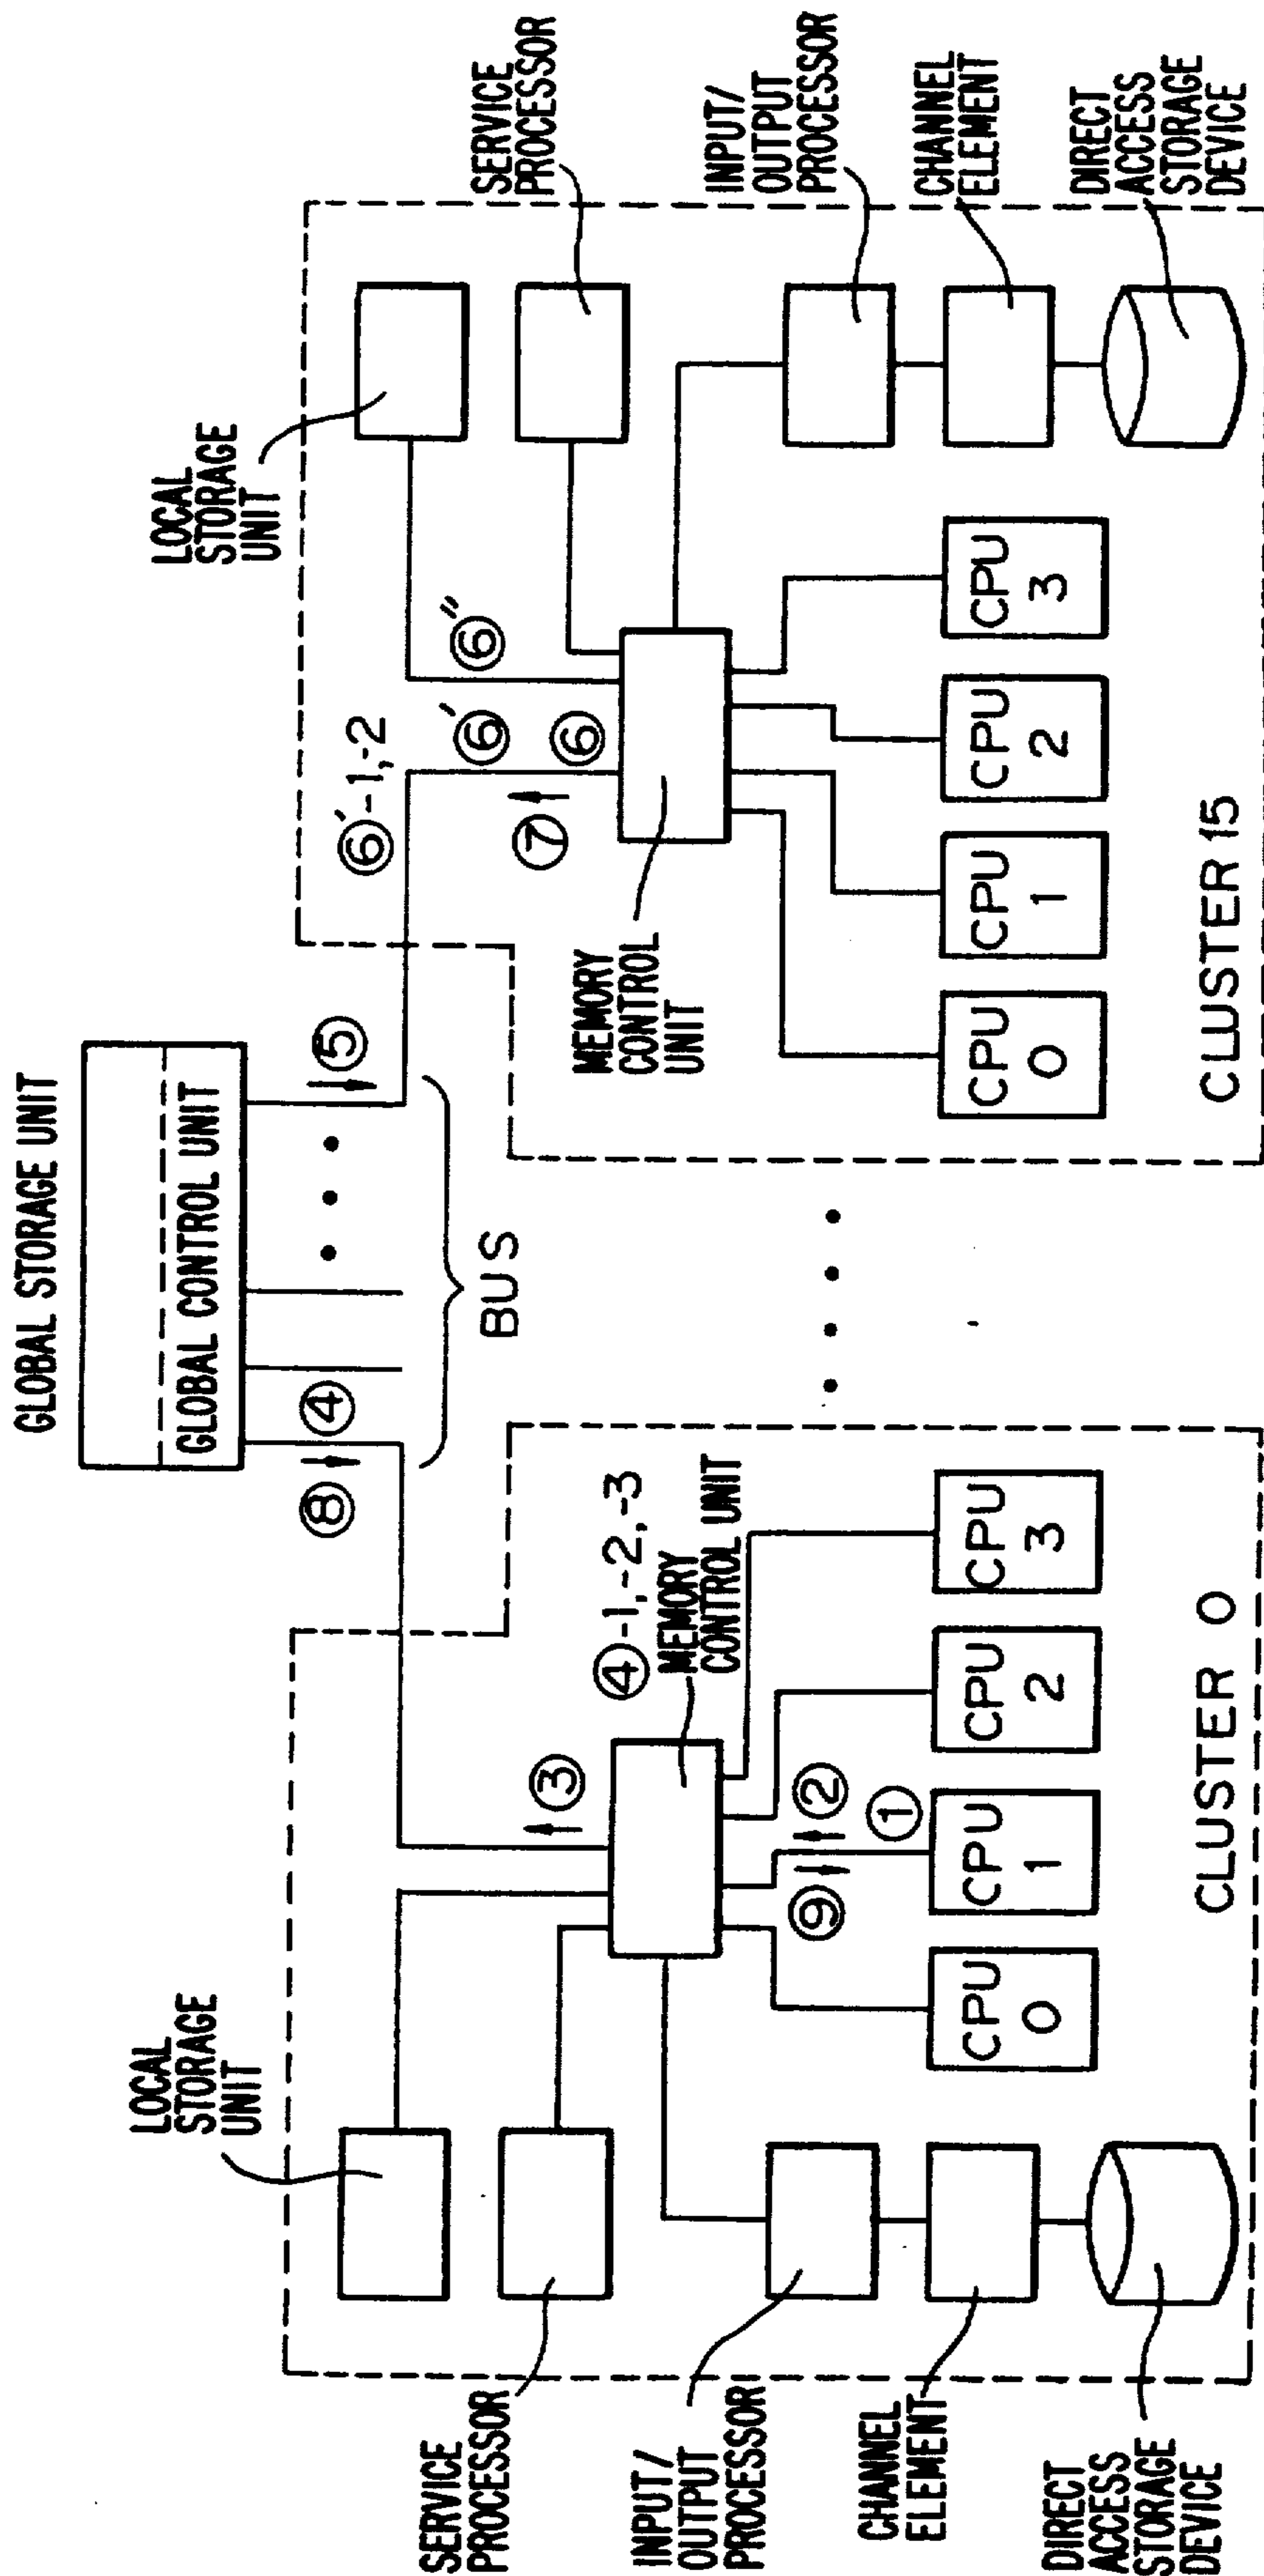 GLOBAL STORAGE UNIT
GLOBAL CONTROL UNIT
⑧
④
• • •
⑤
BUS
LOCAL
STORAGE
UNIT
SERVICE
PROCESSOR
INPUT/
OUTPUT
PROCESSOR
CHANNEL
ELEMENT
DIRECT
ACCESS
STORAGE
DEVICE
③
④-1,-2,-3
MEMORY
CONTROL UNIT
⑨
②
①
CPU
0
CPU
1
CPU
2
CPU
3
CLUSTER 0
• • • •
LOCAL
STORAGE
UNIT
SERVICE
PROCESSOR
⑥'-1,-2
⑥'
⑥"
⑦
⑥
MEMORY
CONTROL
UNIT
INPUT/
OUTPUT
PROCESSOR
CHANNEL
ELEMENT
DIRECT
ACCESS
STORAGE
DEVICE
CPU
0
CPU
1
CPU
2
CPU
3
CLUSTER 15